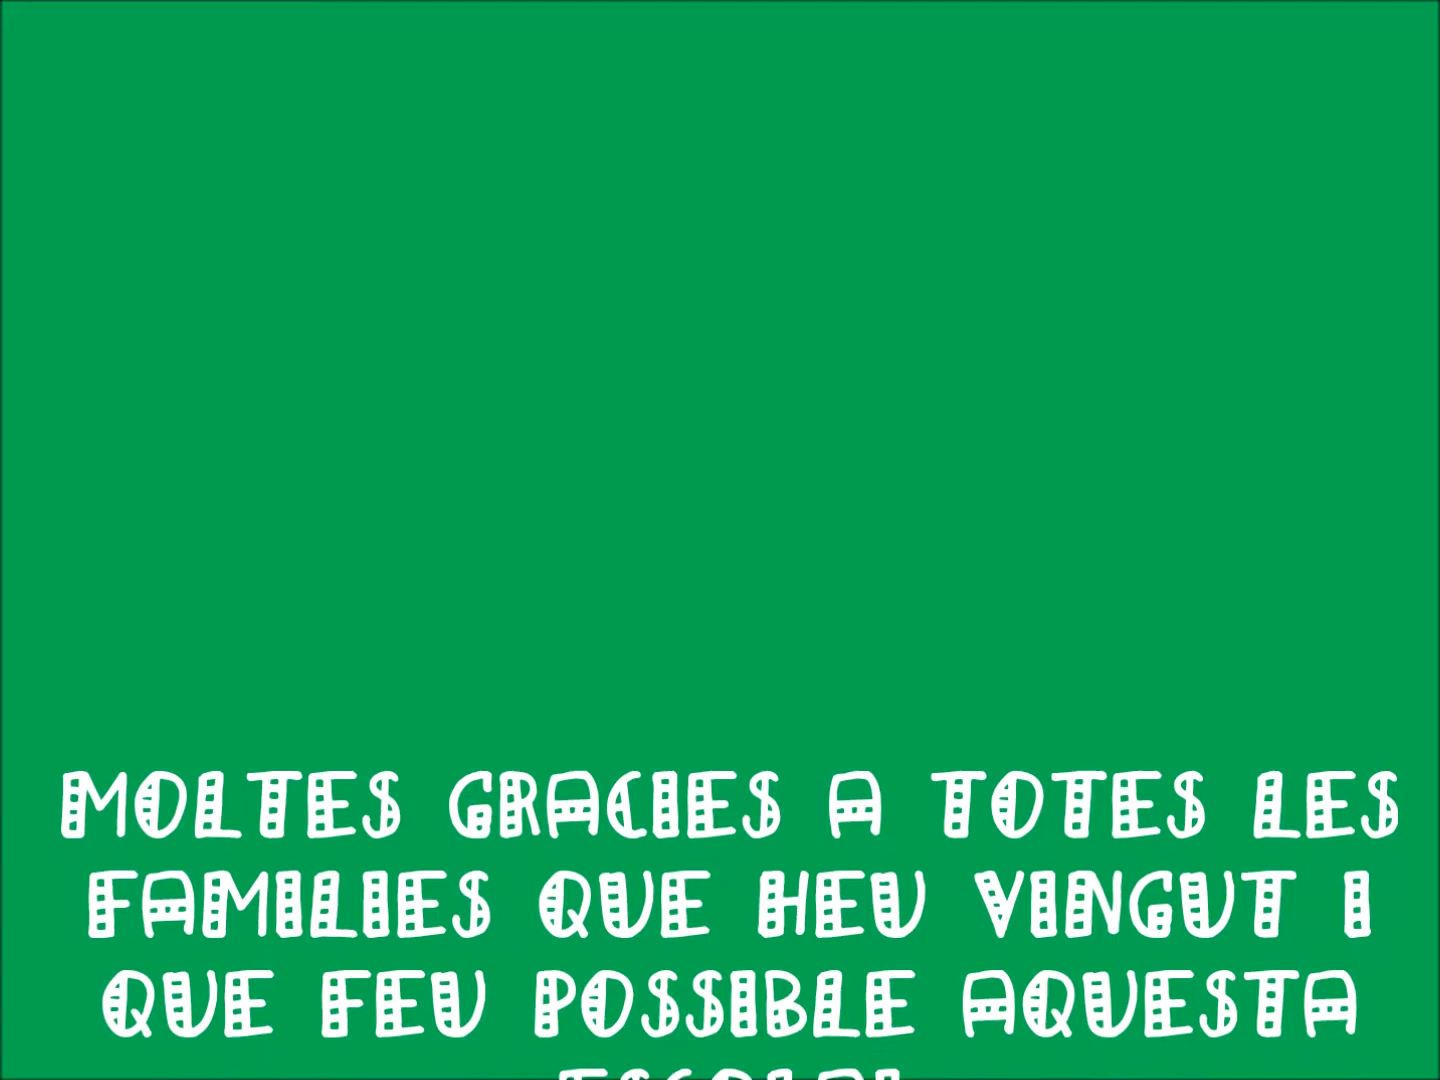 MOLTES GRACIES A TOTES LES
FAMILIES QUE HEU VINGUT I
QUE FEU POSSIBLE AQUESTA